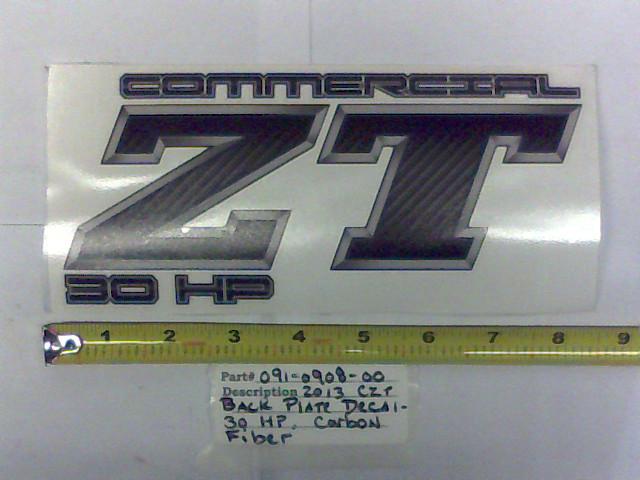 COMMERCIAL
ZT
30 HP
1 2 3 4 5 6 7 8 9
Part# 091-0908-00
Description 2013 CZT
Back Plate Decal-
30 HP, Carbon
Fiber